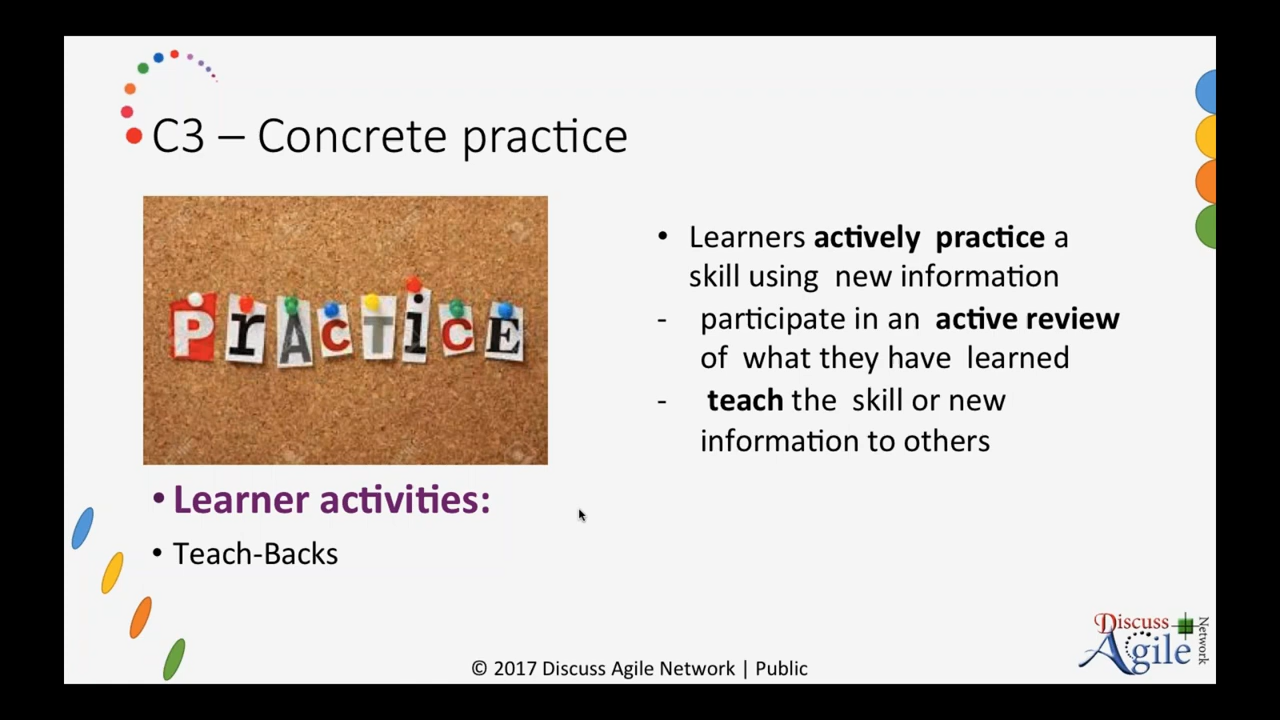 C3 – Concrete practice
PrACTiCE
• Learners actively practice a
skill using new information
- participate in an active review
of what they have learned
- teach the skill or new
information to others
• Learner activities:
• Teach-Backs
© 2017 Discuss Agile Network | Public
Discuss
Agile
Network